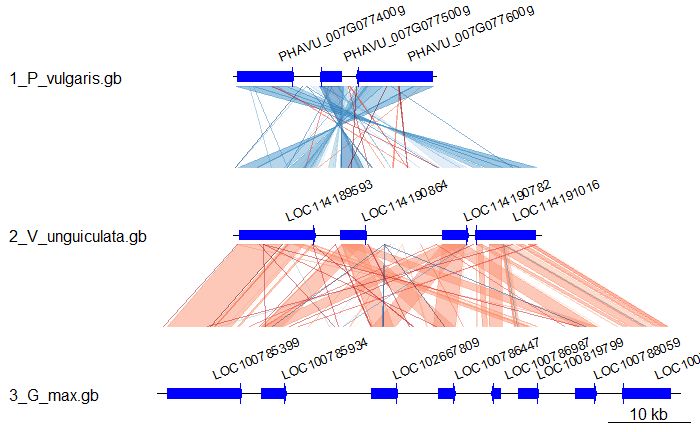 PHAVU_007G077400g PHAVU_007G077500g PHAVU_007G077600g
1_P_vulgaris.gb
LOC114189593 LOC114190864 LOC114190782 LOC114191016
2_V_unguiculata.gb
LOC100785399 LOC100785934 LOC102667809 LOC100786447 LOC100786987 LOC100819799 LOC100788059 LOC100
3_G_max.gb
10 kb